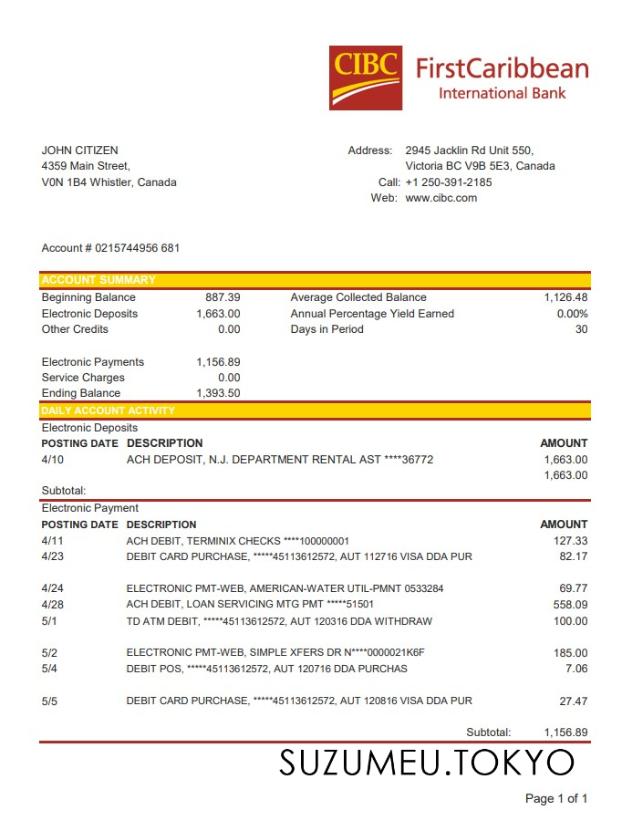 CIBC FirstCaribbean
International Bank
JOHN CITIZEN
4359 Main Street,
V0N 1B4 Whistler, Canada
Address: 2945 Jacklin Rd Unit 550,
Victoria BC V9B 5E3, Canada
Call: +1 250-391-2185
Web: www.cibc.com
Account # 0215744956 681
ACCOUNT SUMMARY
Beginning Balance 887.39 Average Collected Balance 1,126.48
Electronic Deposits 1,663.00 Annual Percentage Yield Earned 0.00%
Other Credits 0.00 Days in Period 30
Electronic Payments 1,156.89
Service Charges 0.00
Ending Balance 1,393.50
DAILY ACCOUNT ACTIVITY
Electronic Deposits
POSTING DATE DESCRIPTION AMOUNT
4/10 ACH DEPOSIT, N.J. DEPARTMENT RENTAL AST ****36772 1,663.00
1,663.00
Subtotal:
Electronic Payment
POSTING DATE DESCRIPTION AMOUNT
4/11 ACH DEBIT, TERMINIX CHECKS ****100000001 127.33
4/23 DEBIT CARD PURCHASE, *****45113612572, AUT 112716 VISA DDA PUR 82.17
4/24 ELECTRONIC PMT-WEB, AMERICAN-WATER UTIL-PMNT 0533284 69.77
4/28 ACH DEBIT, LOAN SERVICING MTG PMT *****51501 558.09
5/1 TD ATM DEBIT, *****45113612572, AUT 120316 DDA WITHDRAW 100.00
5/2 ELECTRONIC PMT-WEB, SIMPLE XFERS DR N****0000021K6F 185.00
5/4 DEBIT POS, *****45113612572, AUT 120716 DDA PURCHAS 7.06
5/5 DEBIT CARD PURCHASE, *****45113612572, AUT 120816 VISA DDA PUR 27.47
Subtotal: 1,156.89
SUZUMEU.TOKYO
Page 1 of 1